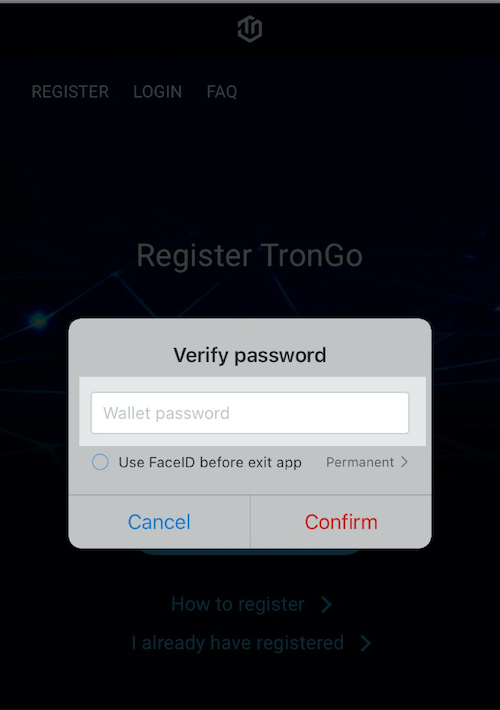 REGISTER LOGIN FAQ
Register TronGo
Verify password
Wallet password
Use FaceID before exit app Permanent
Cancel Confirm
How to register
I already have registered